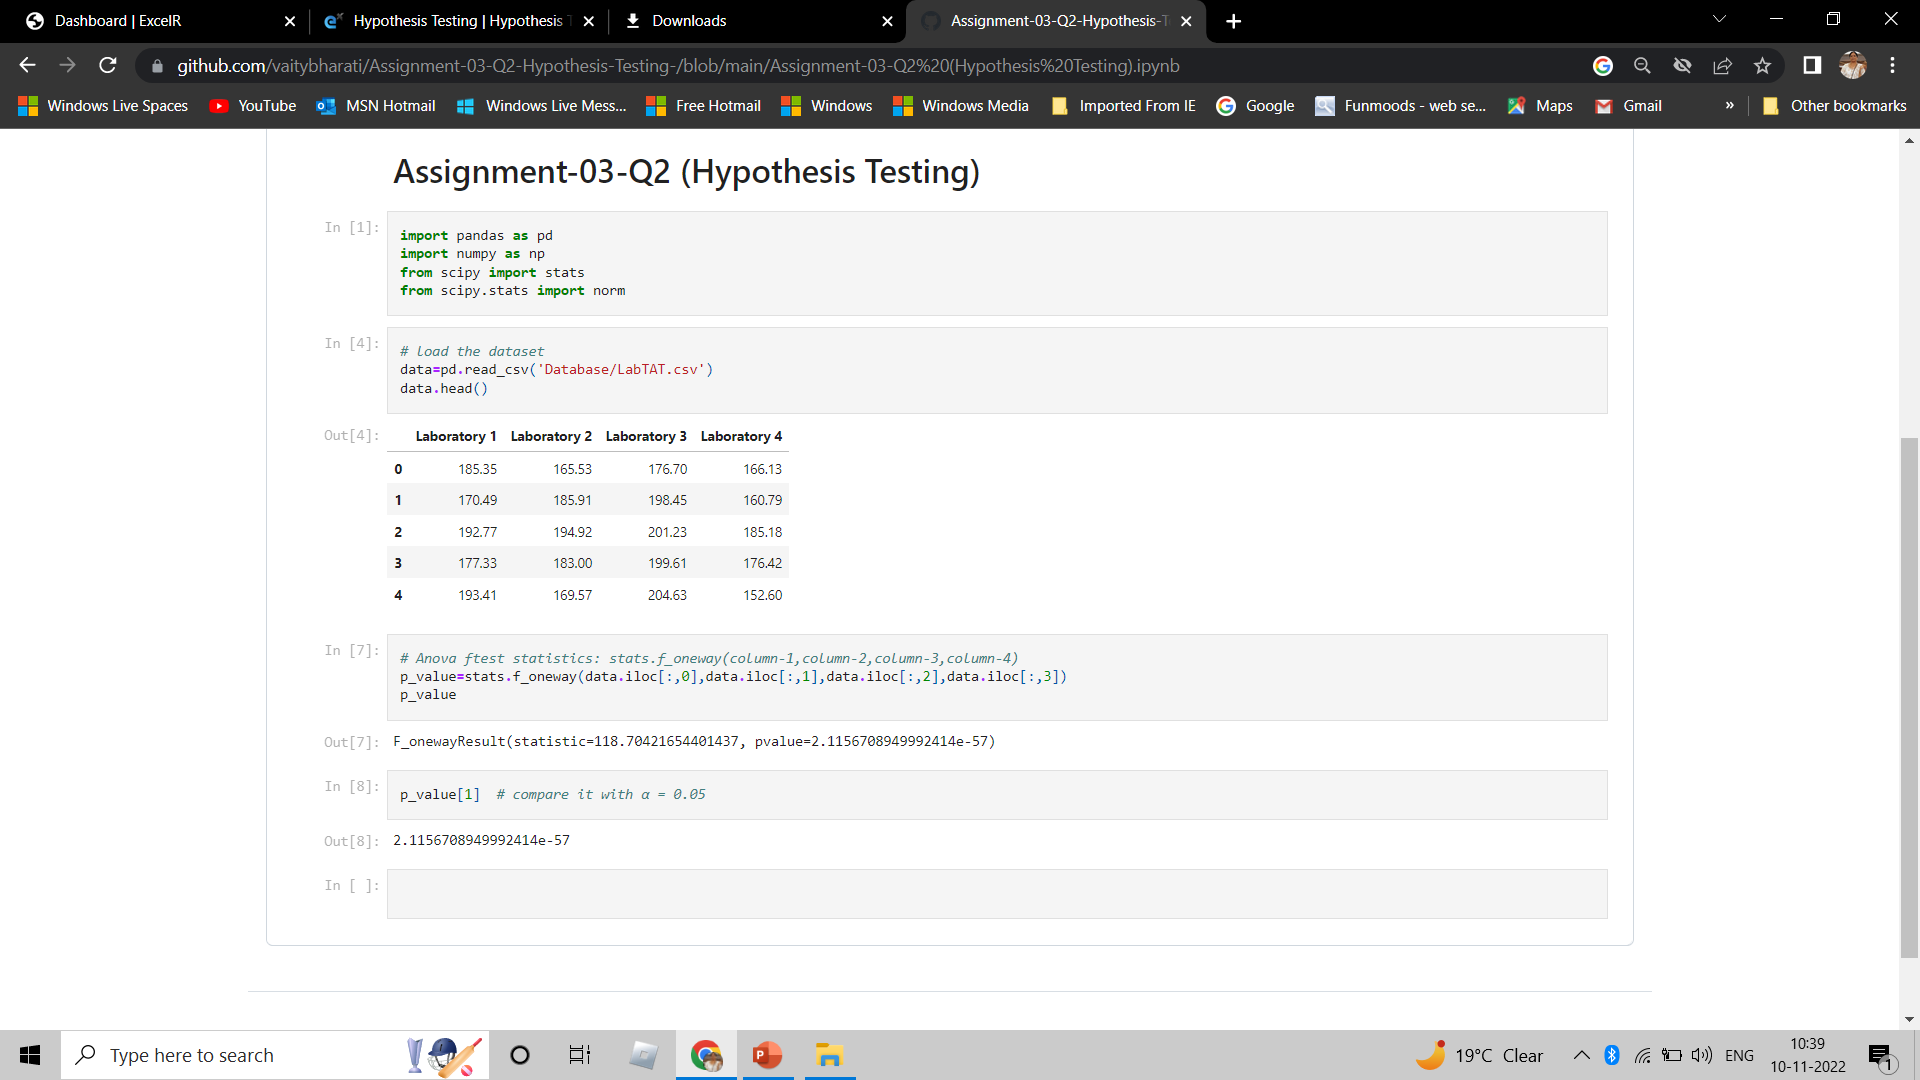 Dashboard | ExcelR
Hypothesis Testing | Hypothesis T
Downloads
Assignment-03-Q2-Hypothesis-T
github.com/vaitybharati/Assignment-03-Q2-Hypothesis-Testing-/blob/main/Assignment-03-Q2%20(Hypothesis%20Testing).ipynb
Windows Live Spaces YouTube MSN Hotmail Windows Live Mess... Free Hotmail Windows Windows Media Imported From IE Google Funmoods - web se... Maps Gmail » Other bookmarks
Assignment-03-Q2 (Hypothesis Testing)
In [1]:
import pandas as pd
import numpy as np
from scipy import stats
from scipy.stats import norm
In [4]:
# load the dataset
data=pd.read_csv('Database/LabTAT.csv')
data.head()
Out[4]:
Laboratory 1 Laboratory 2 Laboratory 3 Laboratory 4
0 185.35 165.53 176.70 166.13
1 170.49 185.91 198.45 160.79
2 192.77 194.92 201.23 185.18
3 177.33 183.00 199.61 176.42
4 193.41 169.57 204.63 152.60
In [7]:
# Anova ftest statistics: stats.f_oneway(column-1,column-2,column-3,column-4)
p_value=stats.f_oneway(data.iloc[:,0],data.iloc[:,1],data.iloc[:,2],data.iloc[:,3])
p_value
Out[7]: F_onewayResult(statistic=118.70421654401437, pvalue=2.1156708949992414e-57)
In [8]:
p_value[1] # compare it with α = 0.05
Out[8]: 2.1156708949992414e-57
In [ ]:
Type here to search
19°C Clear
ENG
10:39
10-11-2022
1